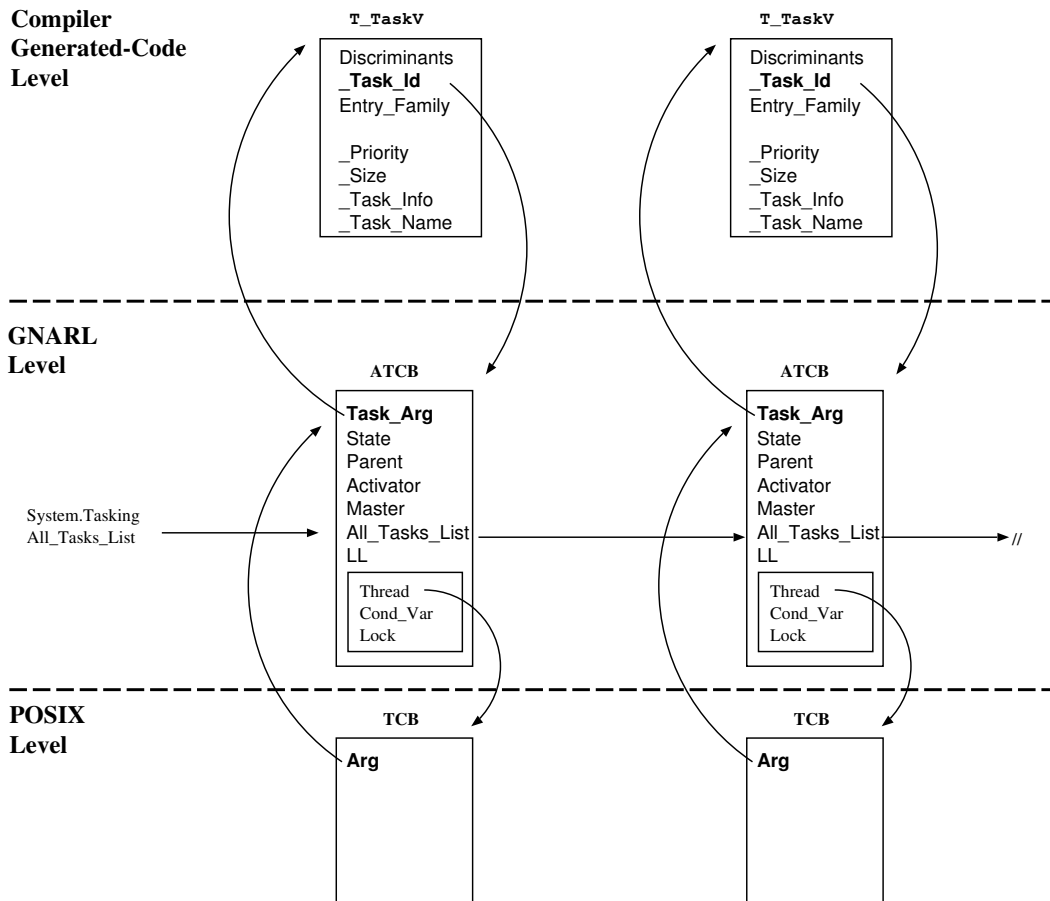 Compiler
Generated-Code
Level
T_TaskV
Discriminants
_Task_Id
Entry_Family
_Priority
_Size
_Task_Info
_Task_Name
T_TaskV
Discriminants
_Task_Id
Entry_Family
_Priority
_Size
_Task_Info
_Task_Name
GNARL
Level
System.Tasking
All_Tasks_List
ATCB
Task_Arg
State
Parent
Activator
Master
All_Tasks_List
LL
Thread
Cond_Var
Lock
ATCB
Task_Arg
State
Parent
Activator
Master
All_Tasks_List
LL
Thread
Cond_Var
Lock
//
POSIX
Level
TCB
Arg
TCB
Arg